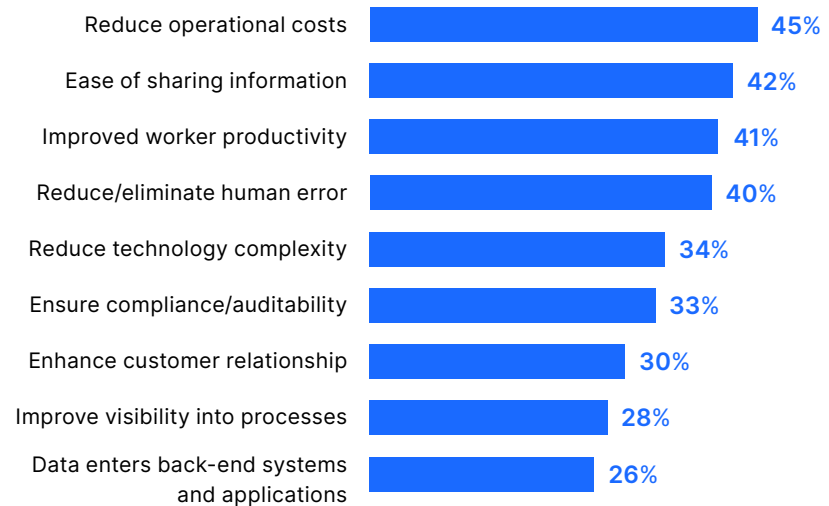 Reduce operational costs 45%
Ease of sharing information 42%
Improved worker productivity 41%
Reduce/eliminate human error 40%
Reduce technology complexity 34%
Ensure compliance/auditability 33%
Enhance customer relationship 30%
Improve visibility into processes 28%
Data enters back-end systems 26%
and applications